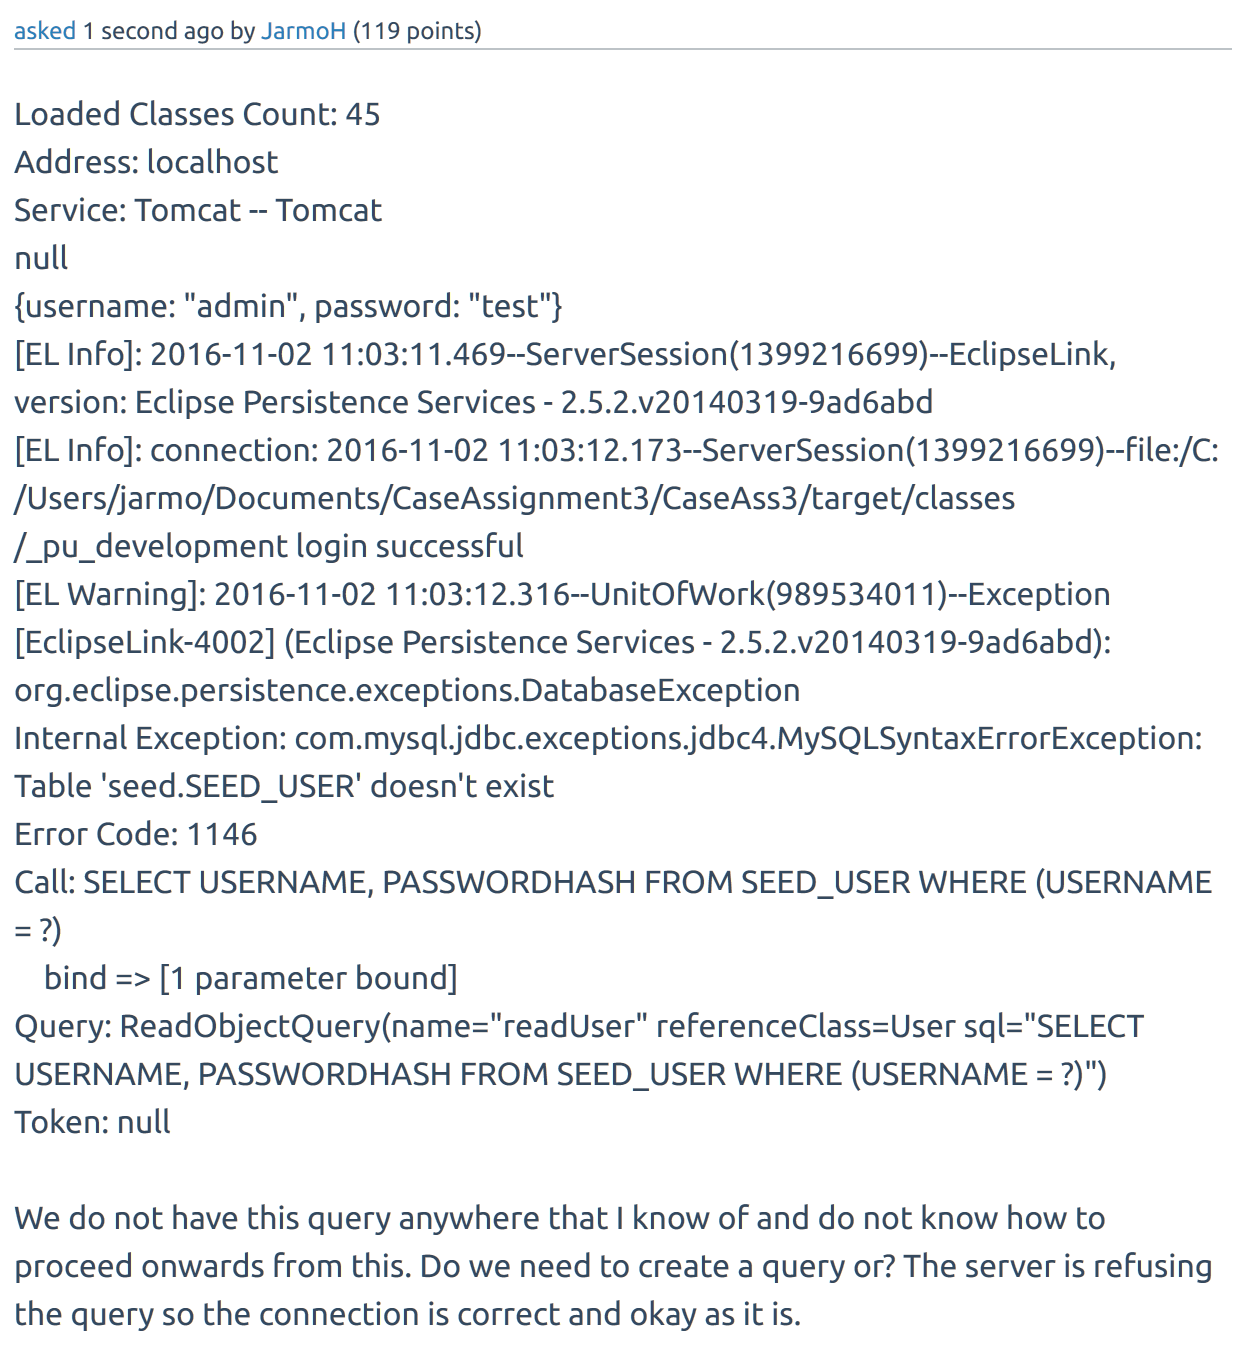 asked 1 second ago by JarmoH (119 points)
Loaded Classes Count: 45
Address: localhost
Service: Tomcat -- Tomcat
null
{username: "admin", password: "test"}
[EL Info]: 2016-11-02 11:03:11.469--ServerSession(1399216699)--EclipseLink,
version: Eclipse Persistence Services - 2.5.2.v20140319-9ad6abd
[EL Info]: connection: 2016-11-02 11:03:12.173--ServerSession(1399216699)--file:/C:
/Users/jarmo/Documents/CaseAssignment3/CaseAss3/target/classes
/_pu_development login successful
[EL Warning]: 2016-11-02 11:03:12.316--UnitOfWork(989534011)--Exception
[EclipseLink-4002] (Eclipse Persistence Services - 2.5.2.v20140319-9ad6abd):
org.eclipse.persistence.exceptions.DatabaseException
Internal Exception: com.mysql.jdbc.exceptions.jdbc4.MySQLSyntaxErrorException:
Table 'seed.SEED_USER' doesn't exist
Error Code: 1146
Call: SELECT USERNAME, PASSWORDHASH FROM SEED_USER WHERE (USERNAME
= ?)
bind => [1 parameter bound]
Query: ReadObjectQuery(name="readUser" referenceClass=User sql="SELECT
USERNAME, PASSWORDHASH FROM SEED_USER WHERE (USERNAME = ?)")
Token: null
We do not have this query anywhere that I know of and do not know how to
proceed onwards from this. Do we need to create a query or? The server is refusing
the query so the connection is correct and okay as it is.